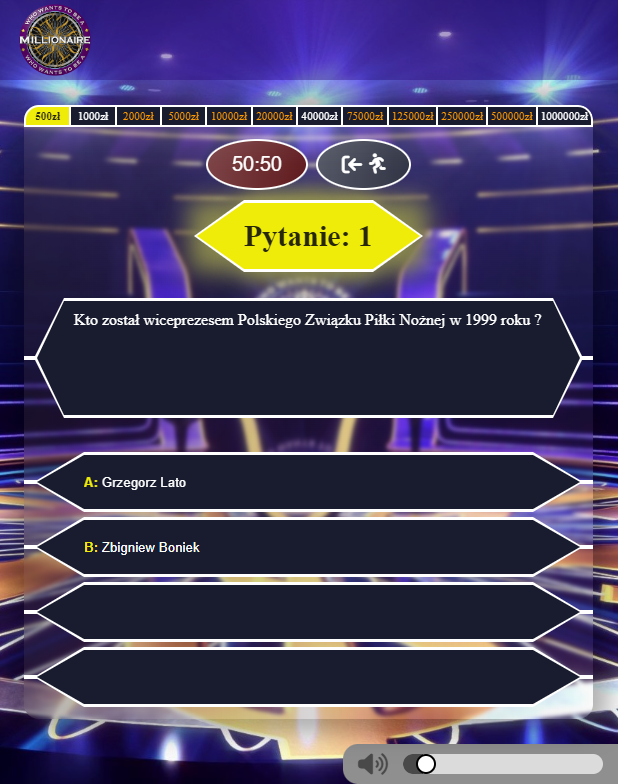 WHO WANTS TO BE A
MILLIONAIRE
WHO WANTS TO BE A
500zł 1000zł 2000zł 5000zł 10000zł 20000zł 40000zł 75000zł 125000zł 250000zł 500000zł 1000000zł
50:50
Pytanie: 1
Kto został wiceprezesem Polskiego Związku Piłki Nożnej w 1999 roku ?
A: Grzegorz Lato
B: Zbigniew Boniek